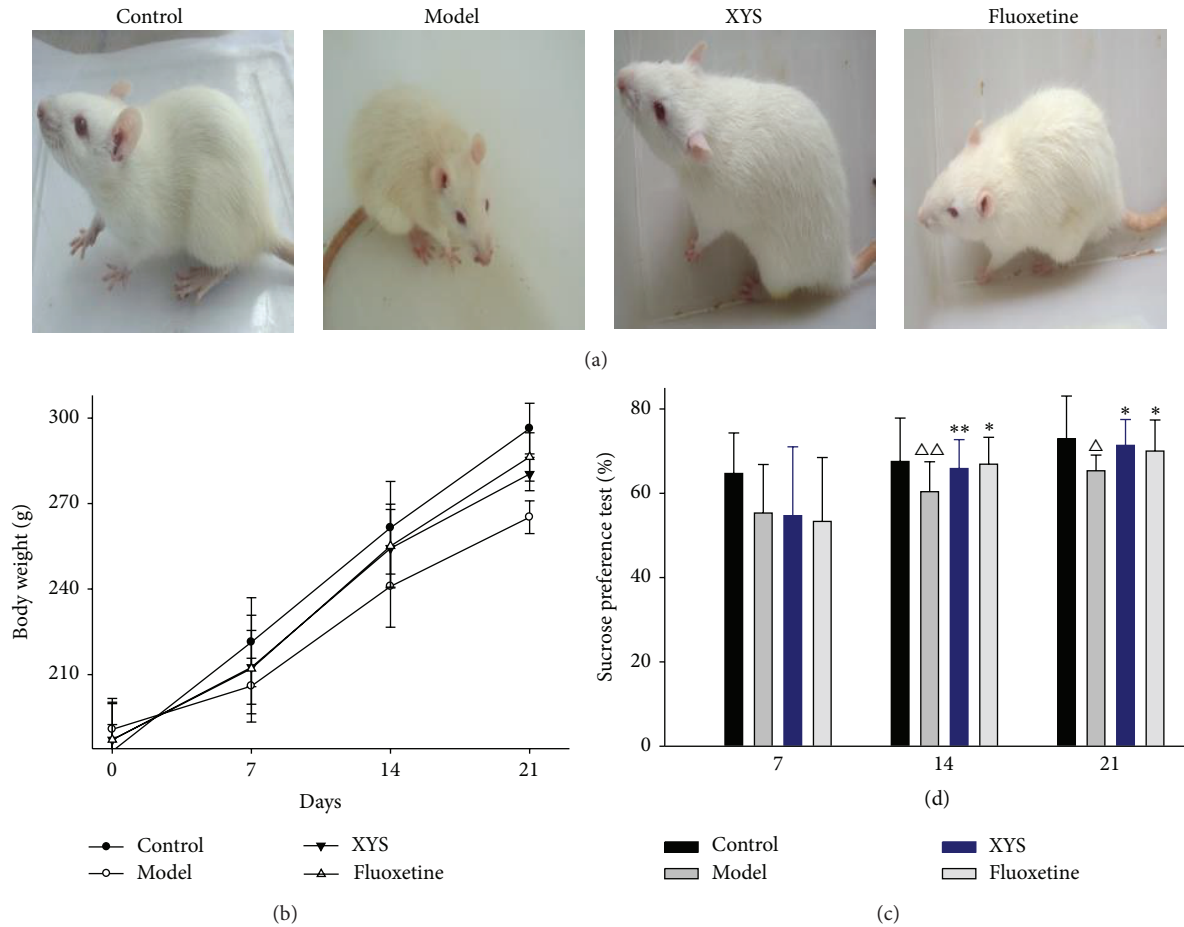 Control Model XYS Fluoxetine
(a)
Body weight (g)
300
270
240
210
0 7 14 21
Days
Control XYS
Model Fluoxetine
(b)
Sucrose preference test (%)
80
60
40
20
0
△△ ** *
△ * *
7 14 21
(d)
Control XYS
Model Fluoxetine
(c)